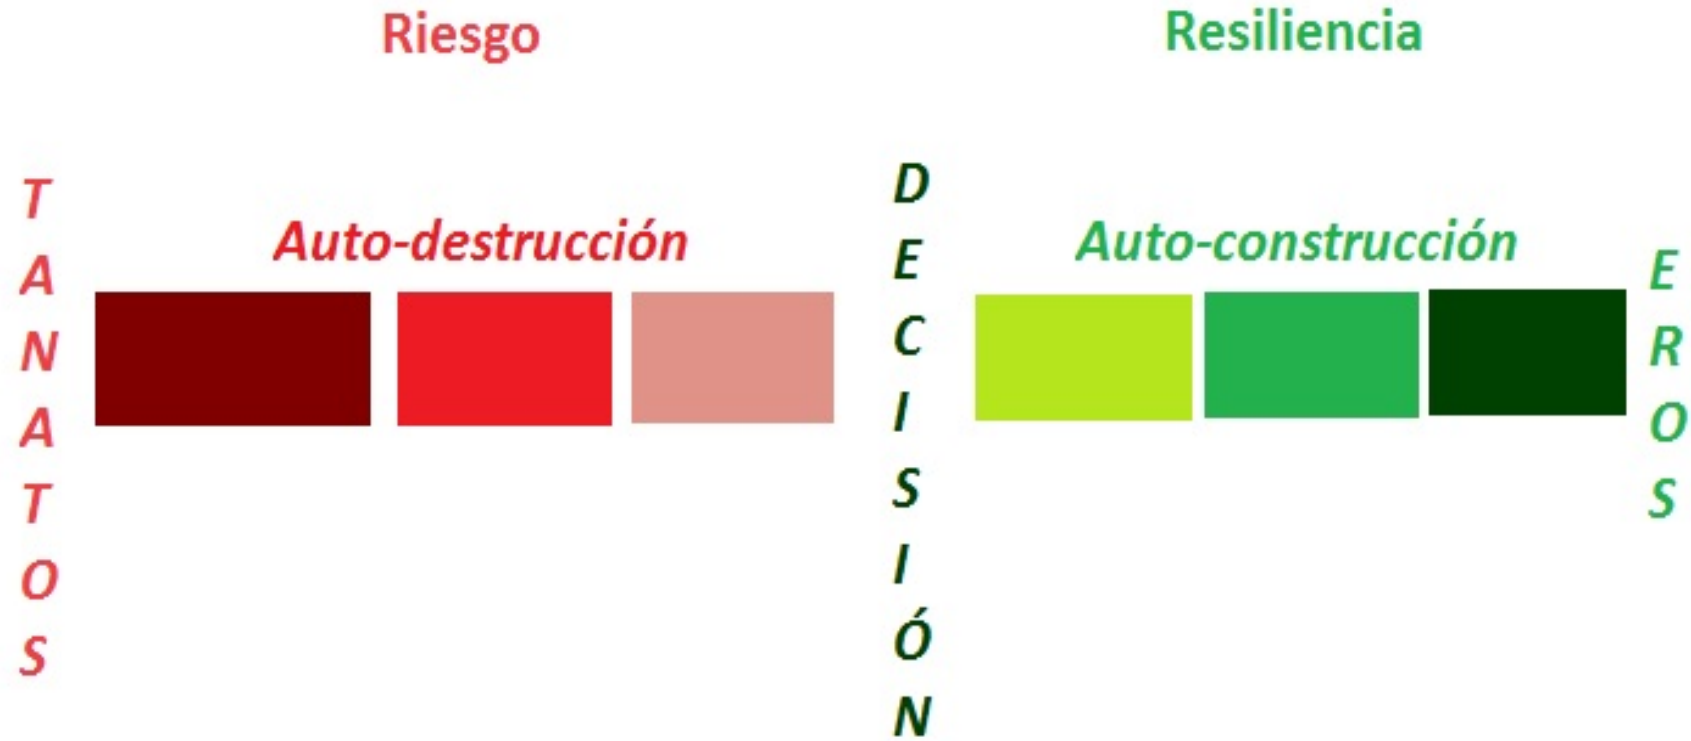 Riesgo
Resiliencia
TANATOS
Auto-destrucción
DECISIÓN
Auto-construcción
EROS